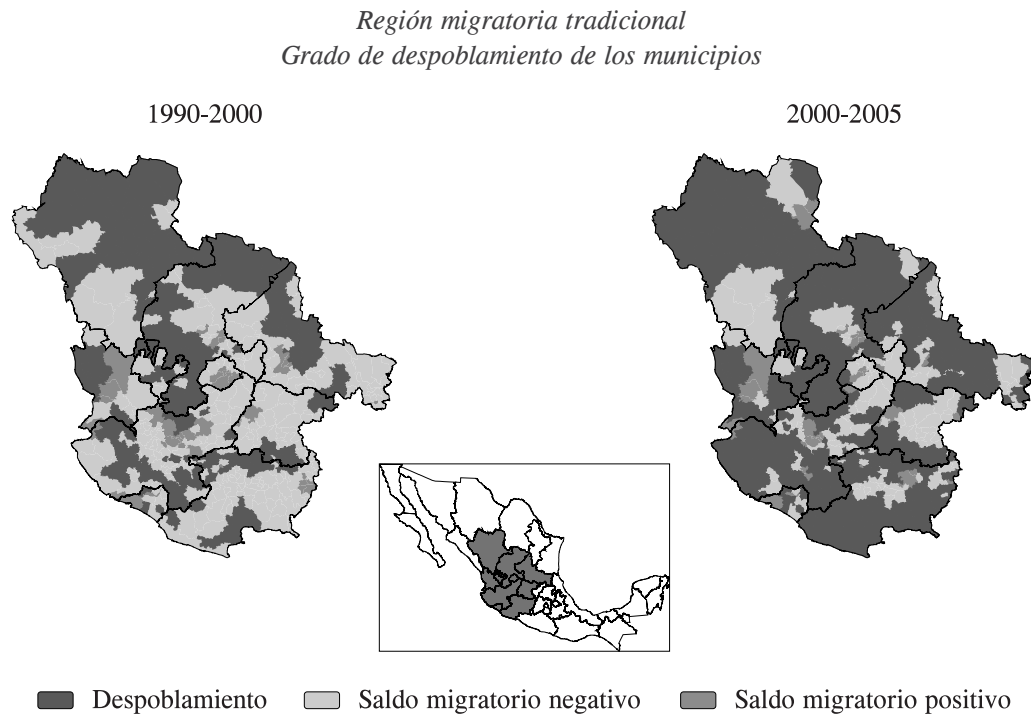 Región migratoria tradicional
Grado de despoblamiento de los municipios
1990-2000
2000-2005
Despoblamiento
Saldo migratorio negativo
Saldo migratorio positivo